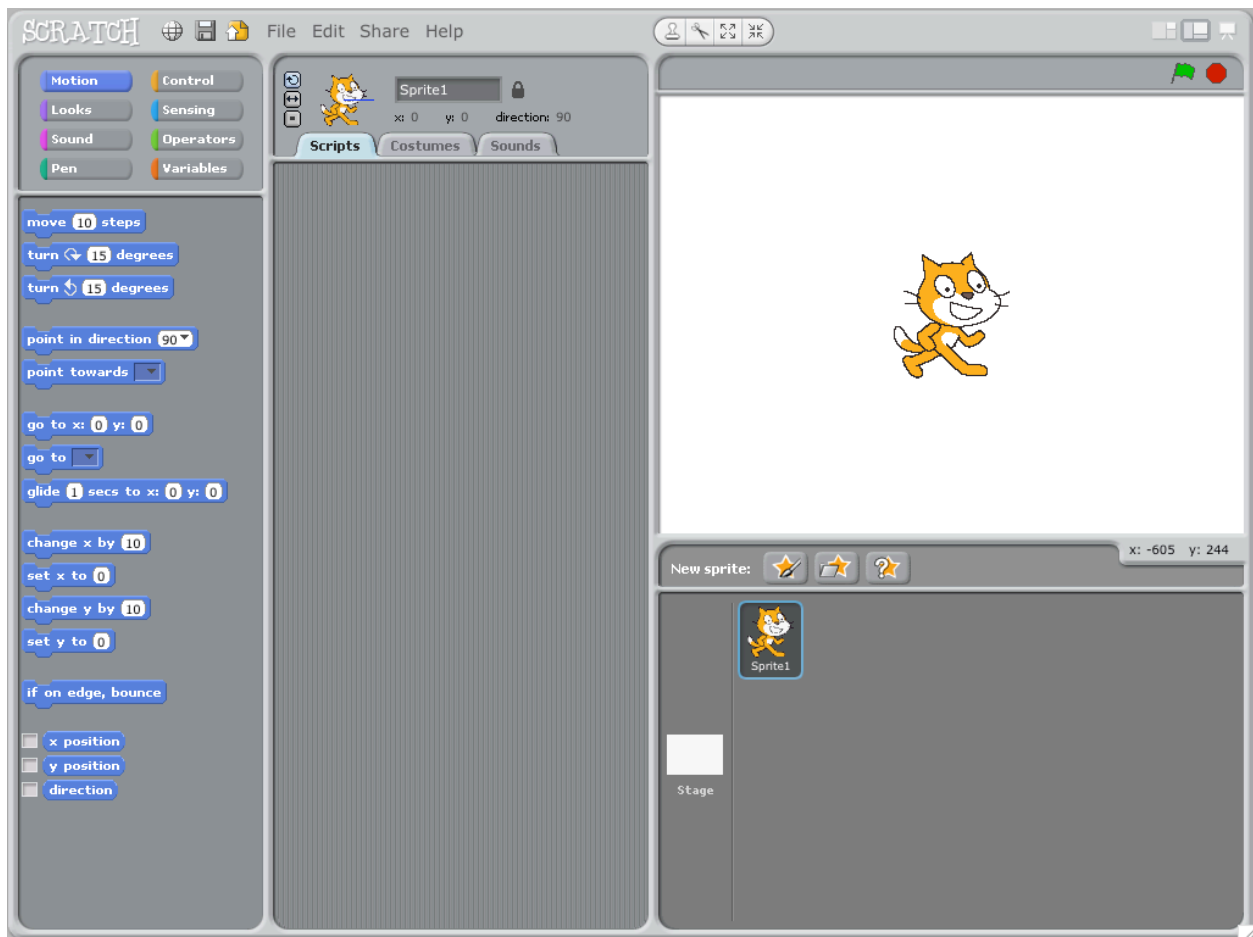 SCRATCH File Edit Share Help
Motion Control
Looks Sensing
Sound Operators
Pen Variables
move 10 steps
turn 15 degrees
turn 15 degrees
point in direction 90
point towards
go to x: 0 y: 0
go to
glide 1 secs to x: 0 y: 0
change x by 10
set x to 0
change y by 10
set y to 0
if on edge, bounce
x position
y position
direction
Sprite1
x: 0 y: 0 direction: 90
Scripts Costumes Sounds
x: -605 y: 244
New sprite:
Sprite1
Stage